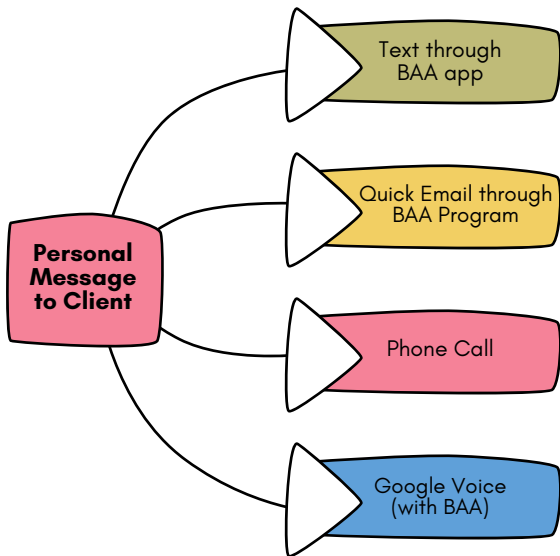 Text through
BAA app
Quick Email through
BAA Program
Personal
Message
to Client
Phone Call
Google Voice
(with BAA)